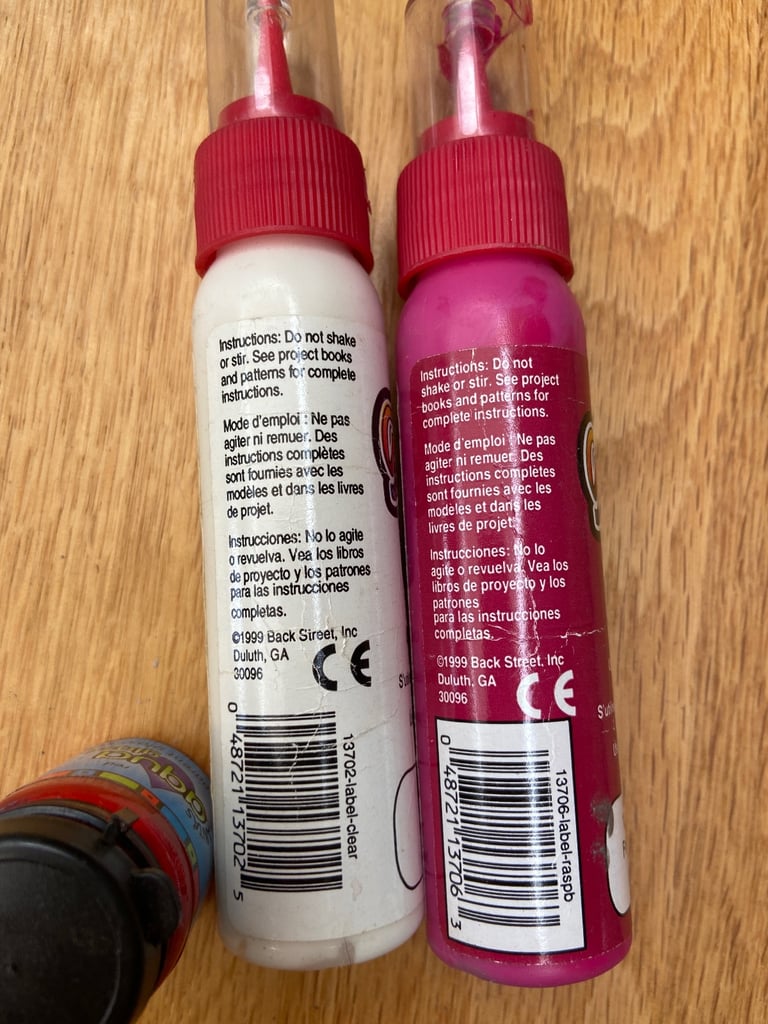 Instructions: Do not shake
or stir. See project books
and patterns for complete
instructions.
Mode d'emploi : Ne pas
agiter ni remuer. Des
instructions complètes
sont fournies avec les
modèles et dans les livres
de projet.
Instrucciones: No lo agite
o revuelva. Vea los libros
de proyecto y los patrones
para las instrucciones
completas.
©1999 Back Street, Inc
Duluth, GA
30096
CE
13702-label-clear
0 48721 13702 5
Instructions: Do not
shake or stir. See project
books and patterns for
complete instructions.
Mode d'emploi : Ne pas
agiter ni remuer. Des
instructions complètes
sont fournies avec les
modèles et dans les
livres de projet.
Instrucciones: No lo
agite o revuelva. Vea los
libros de proyecto y los
patrones
para las instrucciones
completas.
©1999 Back Street, Inc
Duluth, GA
30096
CE
13706-label-raspb
0 48721 13706 3